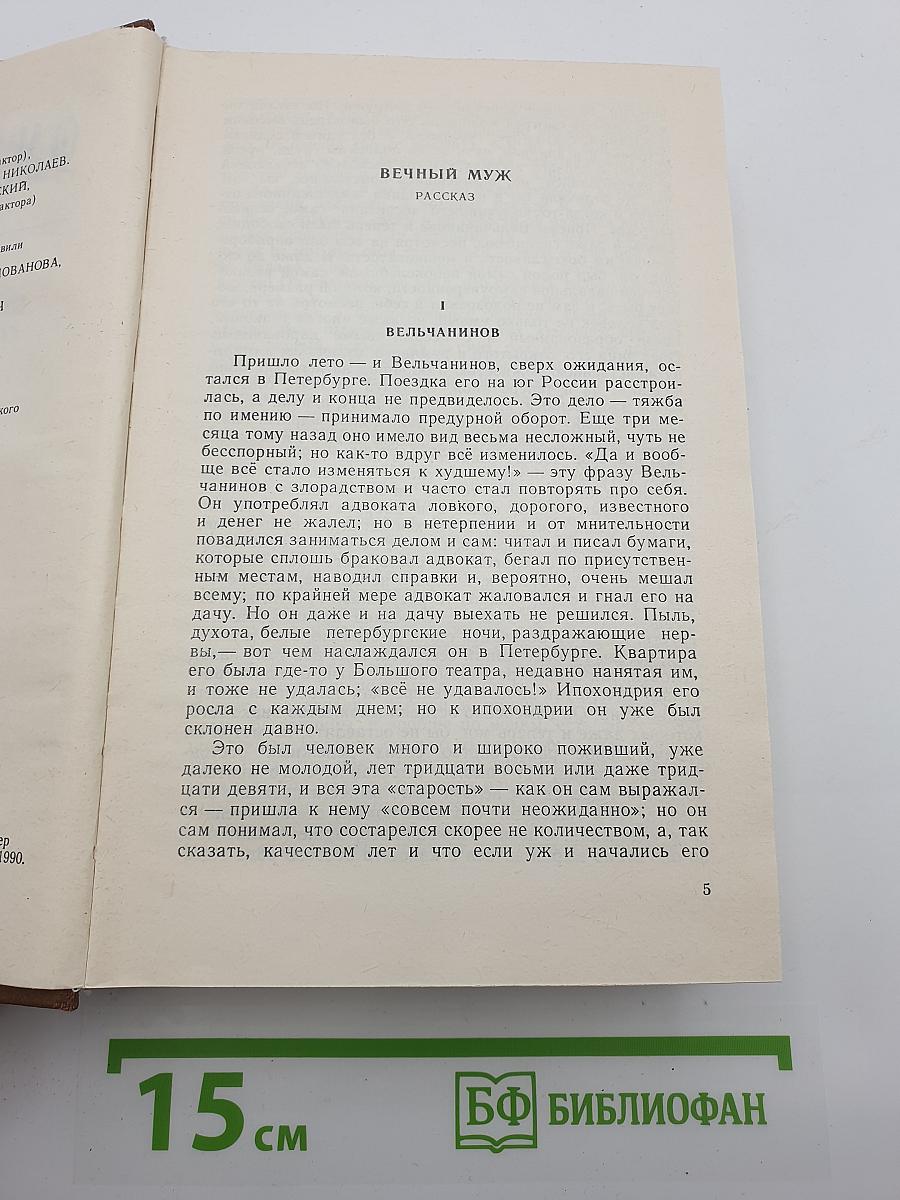 ктор),
НИКОЛАЕВ.
СКИЙ,
актора)
вили
ДОВАНОВА,
кого
ер
1990.
ВЕЧНЫЙ МУЖ
РАССКАЗ
I
ВЕЛЬЧАНИНОВ
Пришло лето — и Вельчанинов, сверх ожидания, ос-
тался в Петербурге. Поездка его на юг России расстрои-
лась, а делу и конца не предвиделось. Это дело — тяжба
по имению — принимало предурной оборот. Еще три ме-
сяца тому назад оно имело вид весьма несложный, чуть не
бесспорный; но как-то вдруг всё изменилось. «Да и вооб-
ще всё стало изменяться к худшему!» — эту фразу Вель-
чанинов с злорадством и часто стал повторять про себя.
Он употреблял адвоката ловкого, дорогого, известного
и денег не жалел; но в нетерпении и от мнительности
повадился заниматься делом и сам: читал и писал бумаги,
которые сплошь браковал адвокат, бегал по присутствен-
ным местам, наводил справки и, вероятно, очень мешал
всему; по крайней мере адвокат жаловался и гнал его на
дачу. Но он даже и на дачу выехать не решился. Пыль,
духота, белые петербургские ночи, раздражающие нер-
вы,— вот чем наслаждался он в Петербурге. Квартира
его была где-то у Большого театра, недавно нанятая им,
и тоже не удалась; «всё не удавалось!» Ипохондрия его
росла с каждым днем; но к ипохондрии он уже был
склонен давно.
Это был человек много и широко поживший, уже
далеко не молодой, лет тридцати восьми или даже трид-
цати девяти, и вся эта «старость» — как он сам выражал-
ся — пришла к нему «совсем почти неожиданно»; но он
сам понимал, что состарелся скорее не количеством, а, так
сказать, качеством лет и что если уж и начались его
5
15 см
БФ БИБЛИОФАН